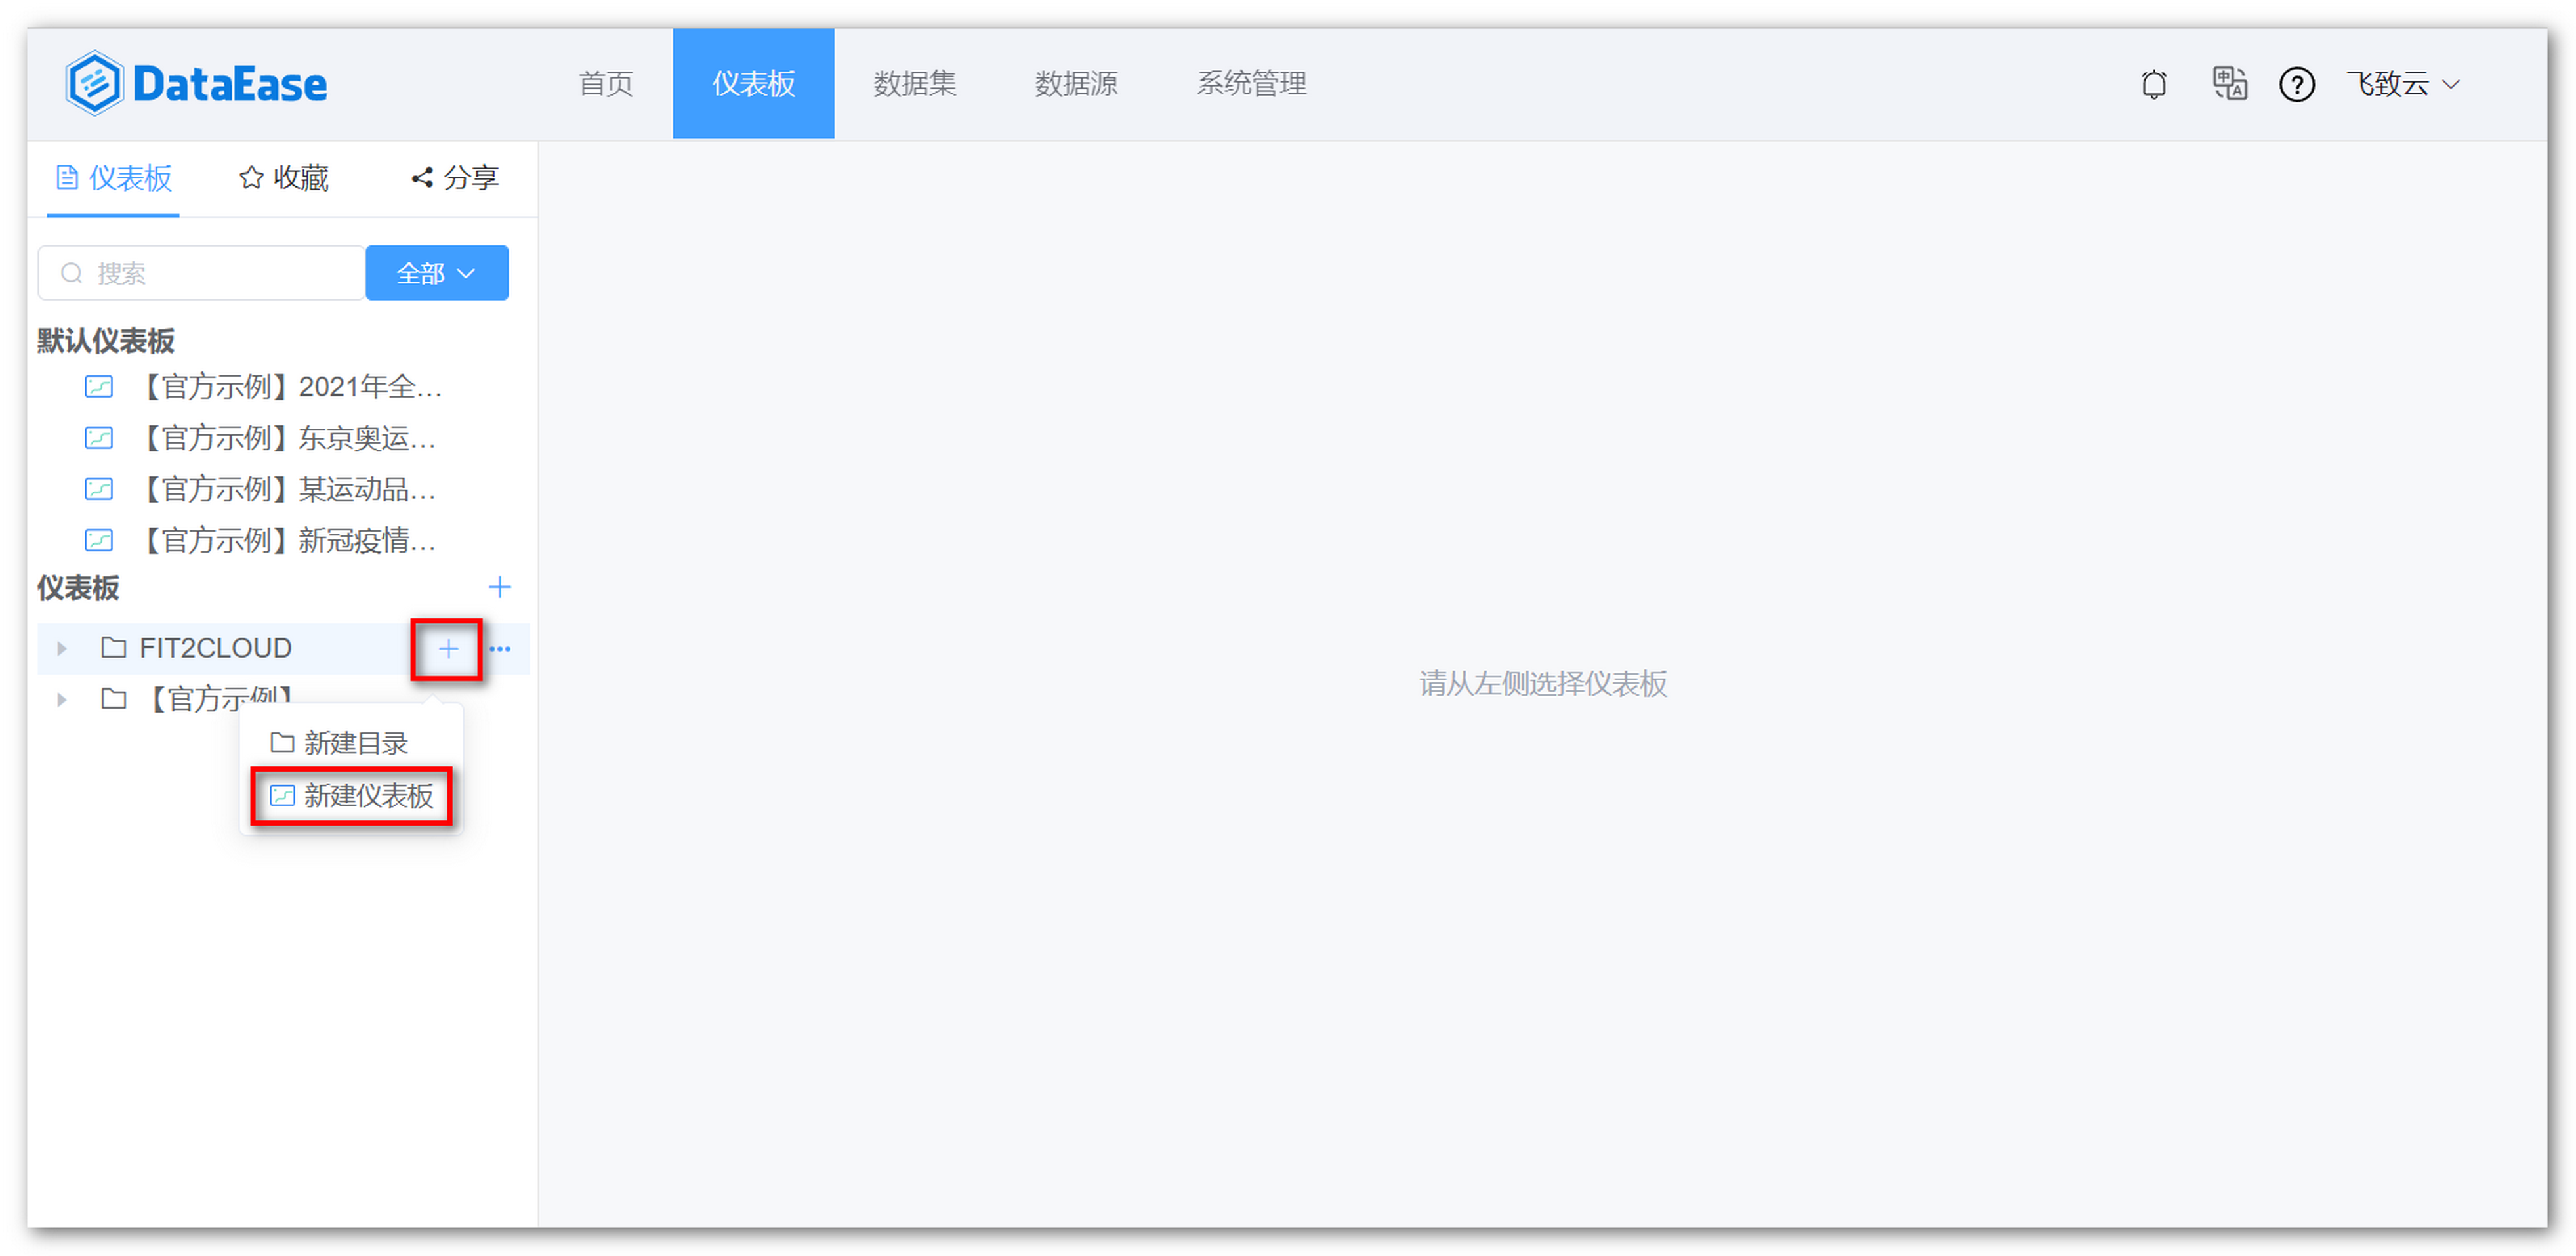 DataEase
首页 仪表板 数据集 数据源 系统管理 飞致云
仪表板 收藏 分享
搜索 全部
默认仪表板
【官方示例】2021年全...
【官方示例】东京奥运...
【官方示例】某运动品...
【官方示例】新冠疫情...
仪表板
FIT2CLOUD
【官方示例】
新建目录
新建仪表板
请从左侧选择仪表板